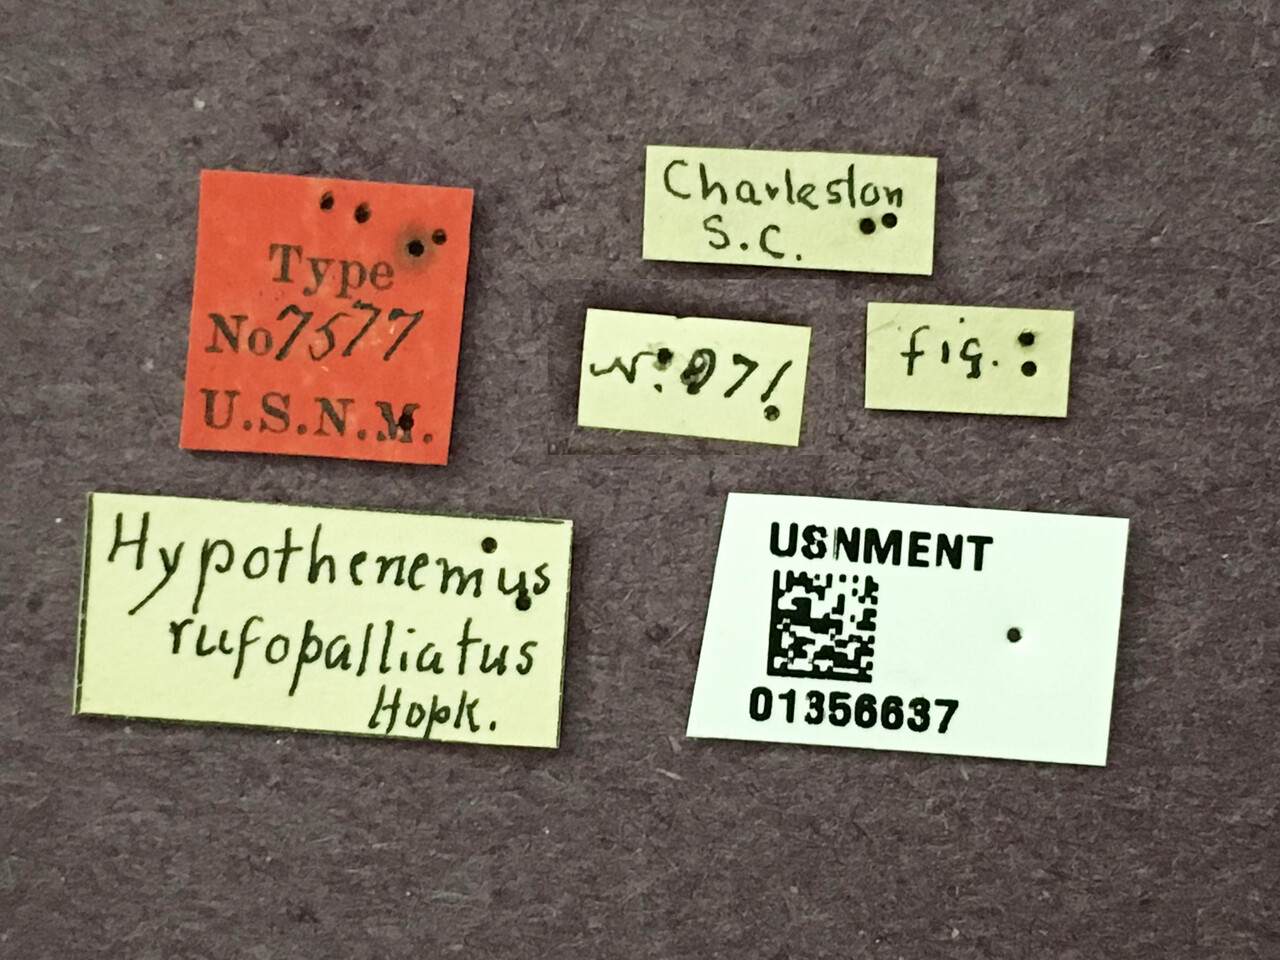 Type
No 7577
U.S.N.M.
Charleston
S.C.
fig.
Hypothenemus
rufopalliatus
Hopk.
USNMENT
01356637